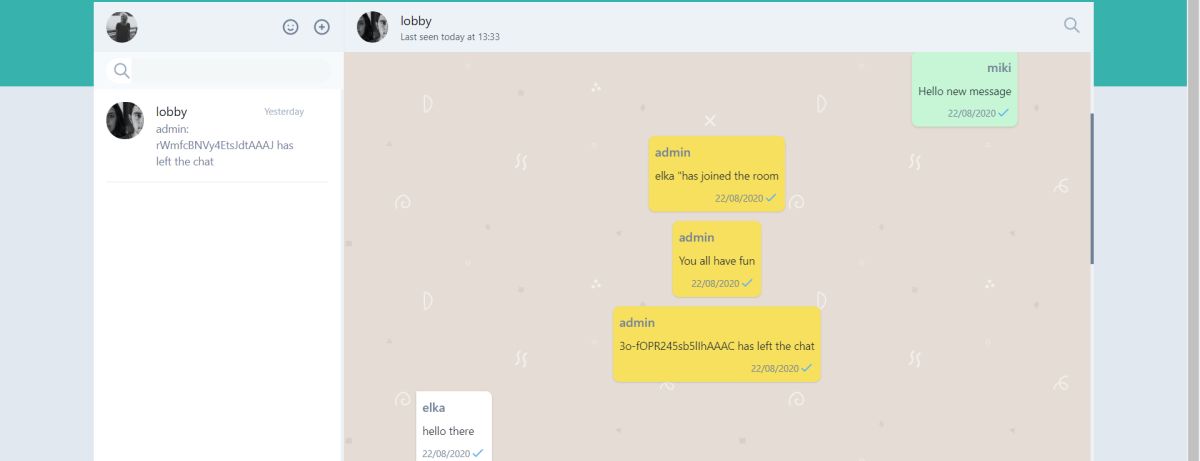 lobby
Last seen today at 13:33
lobby
Yesterday
admin:
rWmfcBNVy4EtsJdtAAAJ has
left the chat
miki
Hello new message
22/08/2020
admin
elka "has joined the room
22/08/2020
admin
You all have fun
22/08/2020
admin
3o-fOPR245sb5lIhAAAC has left the chat
22/08/2020
elka
hello there
22/08/2020